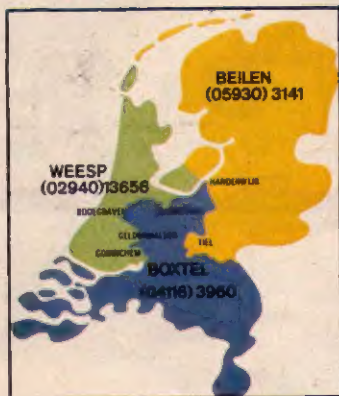 BEILEN
(05930) 3141
WEESP
(02940)13656
HARDERWIJK
BODEGRAVEN
GELDERMALSEN
TIEL
GORINCHEM
BOXTEL
(04116) 3960